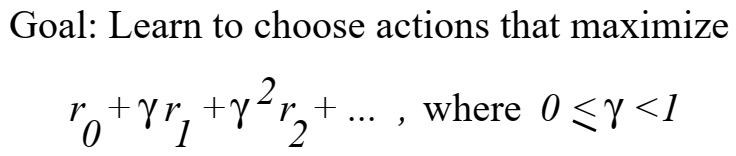 Goal: Learn to choose actions that maximize
r₀ + γ r₁ + γ² r₂ + ... , where 0 ≤ γ < 1